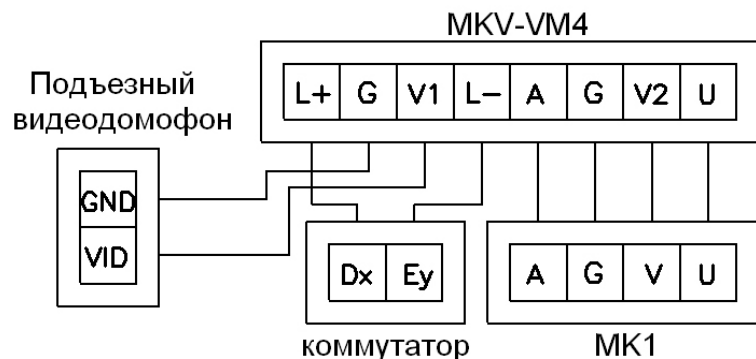 MKV-VM4
L+ G V1 L– A G V2 U
Подъезный
видеодомофон
GND
VID
Dx Ey
коммутатор
A G V U
MK1